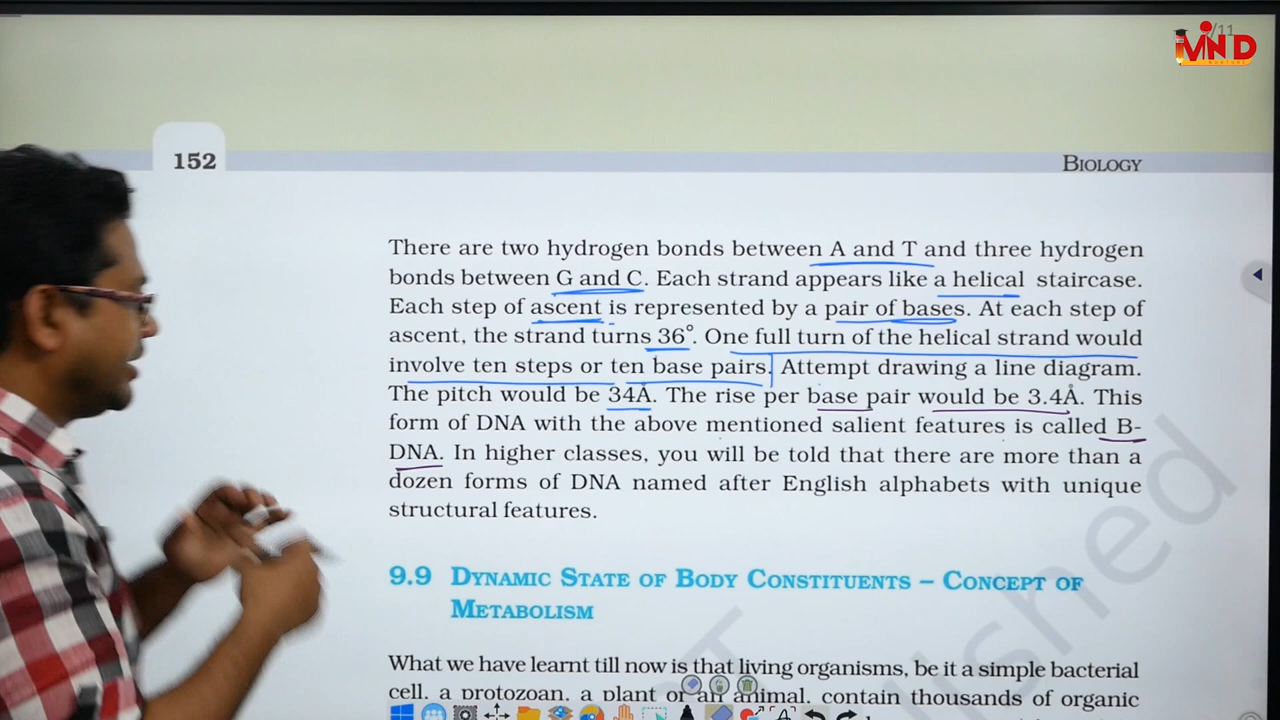 MIND
/11
152
BIOLOGY
There are two hydrogen bonds between A and T and three hydrogen
bonds between G and C. Each strand appears like a helical staircase.
Each step of ascent is represented by a pair of bases. At each step of
ascent, the strand turns 36°. One full turn of the helical strand would
involve ten steps or ten base pairs. Attempt drawing a line diagram.
The pitch would be 34Å. The rise per base pair would be 3.4Å. This
form of DNA with the above mentioned salient features is called B-
DNA. In higher classes, you will be told that there are more than a
dozen forms of DNA named after English alphabets with unique
structural features.
9.9 DYNAMIC STATE OF BODY CONSTITUENTS – CONCEPT OF
METABOLISM
What we have learnt till now is that living organisms, be it a simple bacterial
cell, a protozoan, a plant or an animal, contain thousands of organic